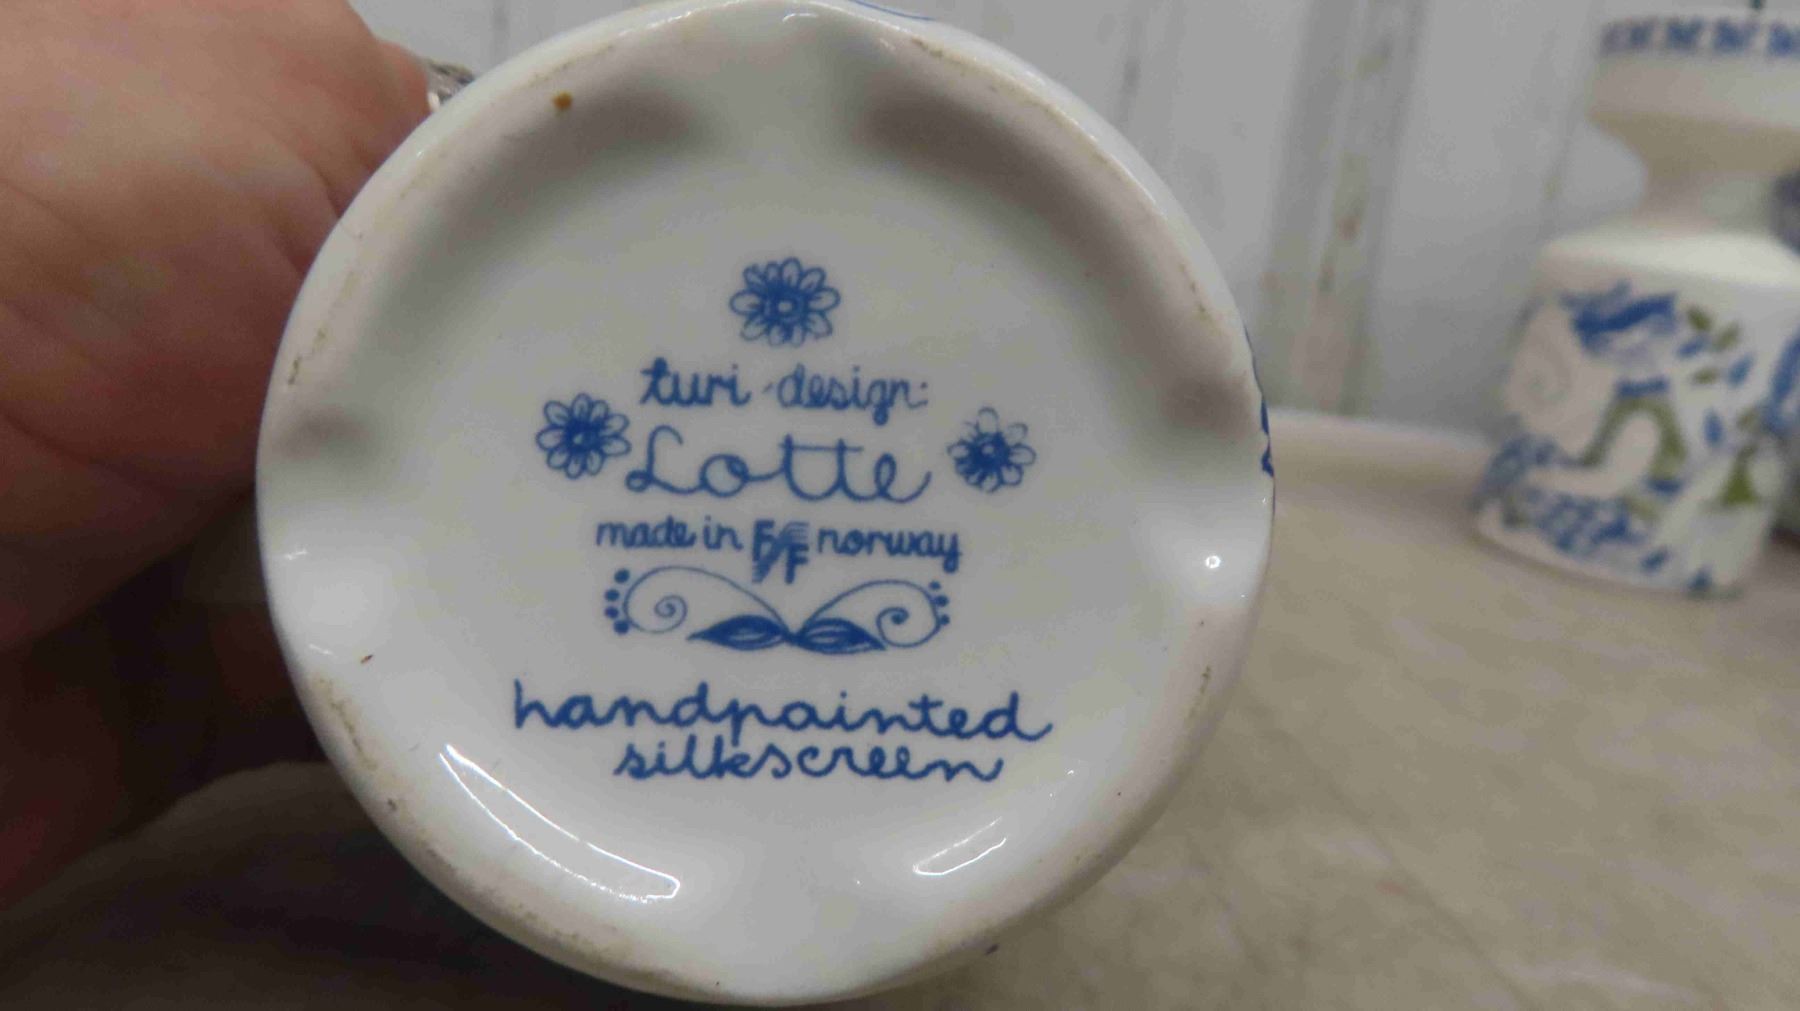 turi-design:
Lotte
made in F/F norway
handpainted
silkscreen